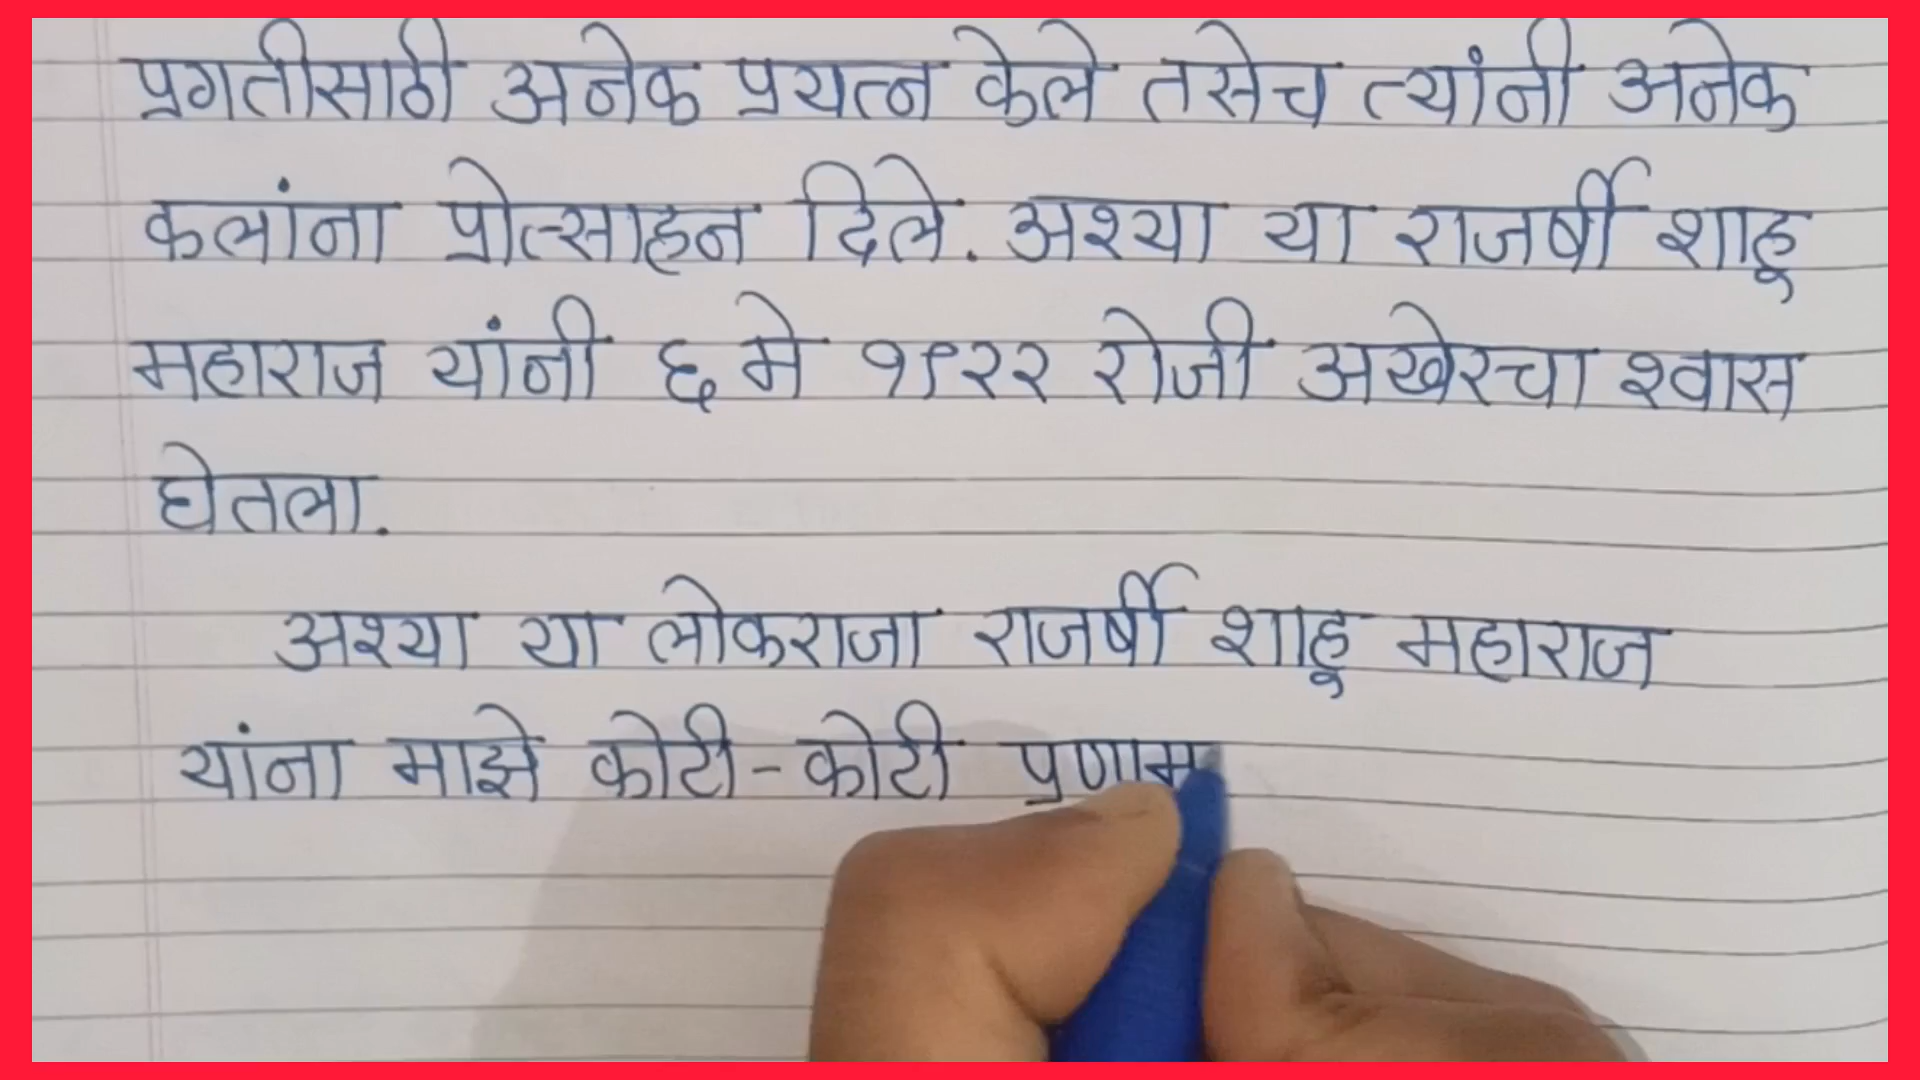 प्रगतीसाठी अनेक प्रयत्न केले तसेच त्यांनी अनेक
कलांना प्रोत्साहन दिले. अश्या या राजर्षी शाहू
महाराज यांनी ६ मे १९२२ रोजी अखेरचा श्वास
घेतला.
अश्या या लोकराजा राजर्षी शाहू महाराज
यांना माझे कोटी-कोटी प्रणाम